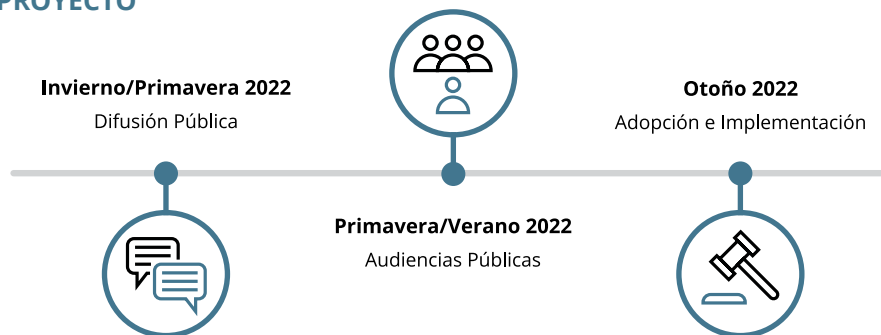 PROYECTO
Invierno/Primavera 2022
Difusión Pública
Primavera/Verano 2022
Audiencias Públicas
Otoño 2022
Adopción e Implementación